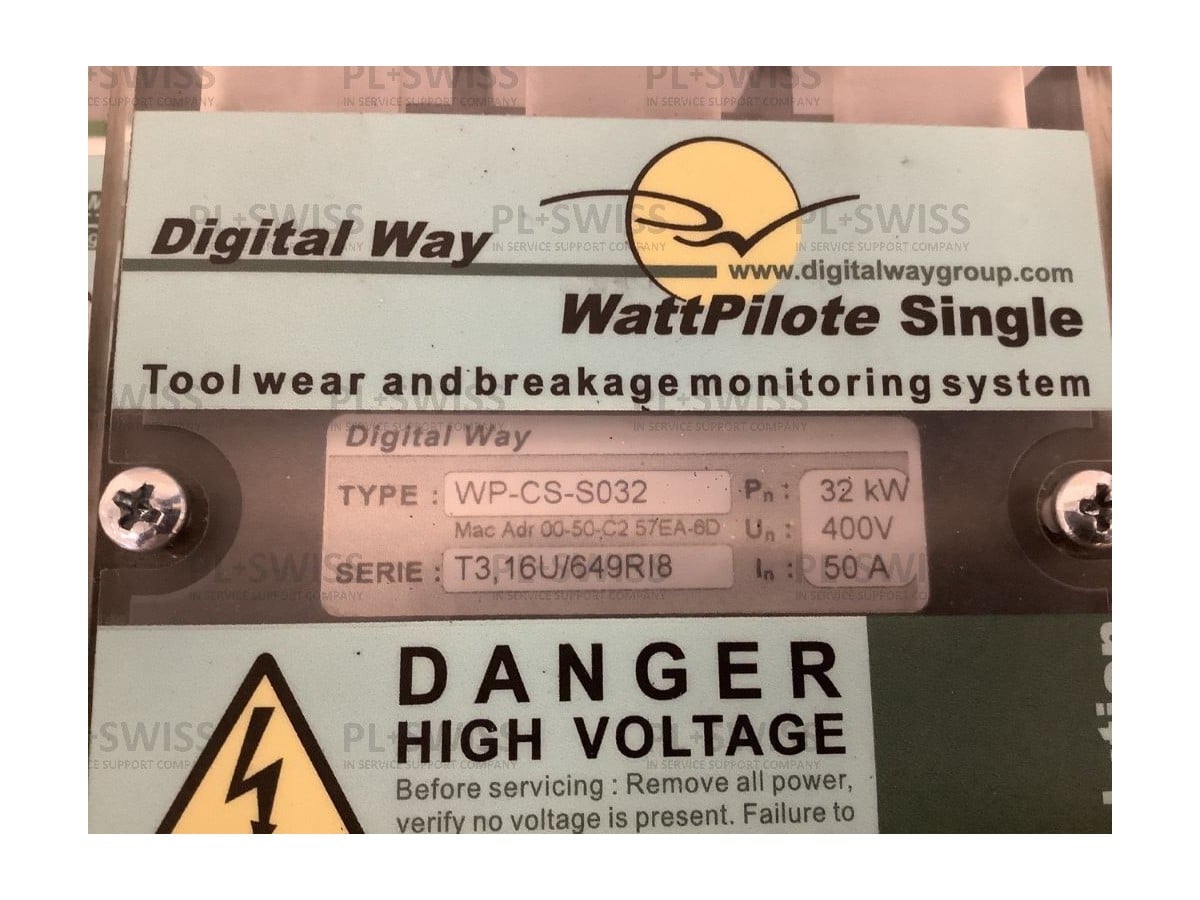 Digital Way
www.digitalwaygroup.com
WattPilote Single
Tool wear and breakage monitoring system
Digital Way
TYPE : WP-CS-S032
Pn : 32 kW
Mac Adr 00-50-C2 57EA-6D
Un : 400V
SERIE : T3,16U/649RI8
In : 50 A
DANGER
HIGH VOLTAGE
Before servicing : Remove all power,
verify no voltage is present. Failure to
PL+SWISS
IN SERVICE SUPPORT COMPANY